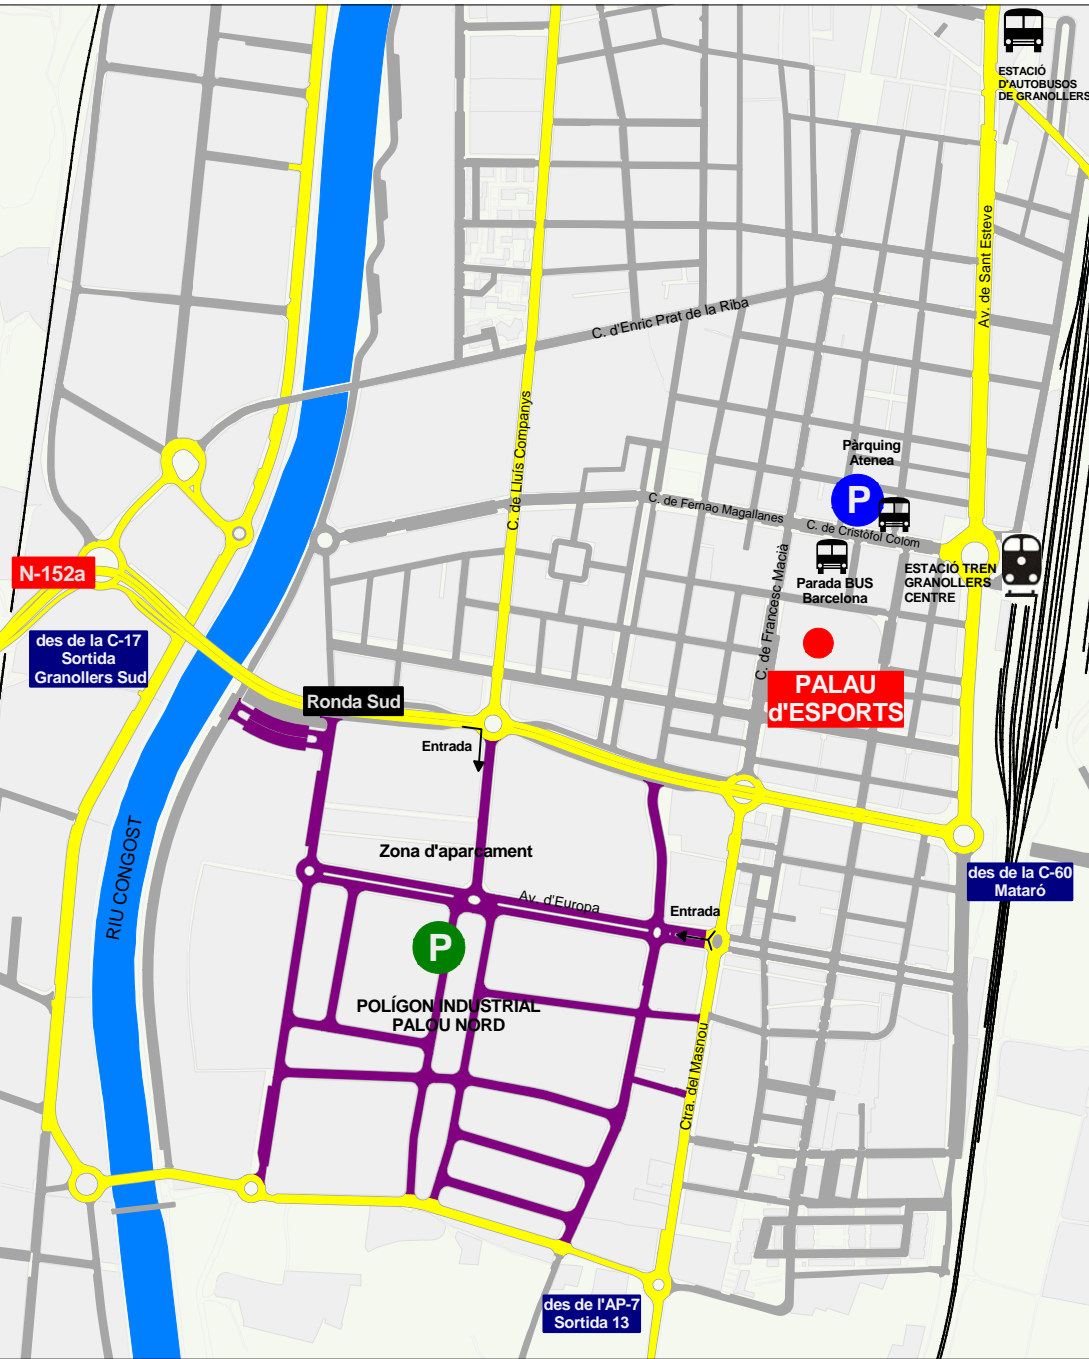 ESTACIÓ
D'AUTOBUSOS
DE GRANOLLERS
Av. de Sant Esteve
C. d'Enric Prat de la Riba
C. de Lluís Companys
Pàrquing
Atenea
P
C. de Fernao Magallanes
C. de Cristòfol Colom
ESTACIÓ TREN
GRANOLLERS
CENTRE
Parada BUS
Barcelona
C. de Francesc Macià
N-152a
des de la C-17
Sortida
Granollers Sud
PALAU
d'ESPORTS
Ronda Sud
Entrada
RIU CONGOST
Zona d'aparcament
Av. d'Europa
Entrada
des de la C-60
Mataró
P
POLÍGON INDUSTRIAL
PALOU NORD
Ctra. del Masnou
des de l'AP-7
Sortida 13